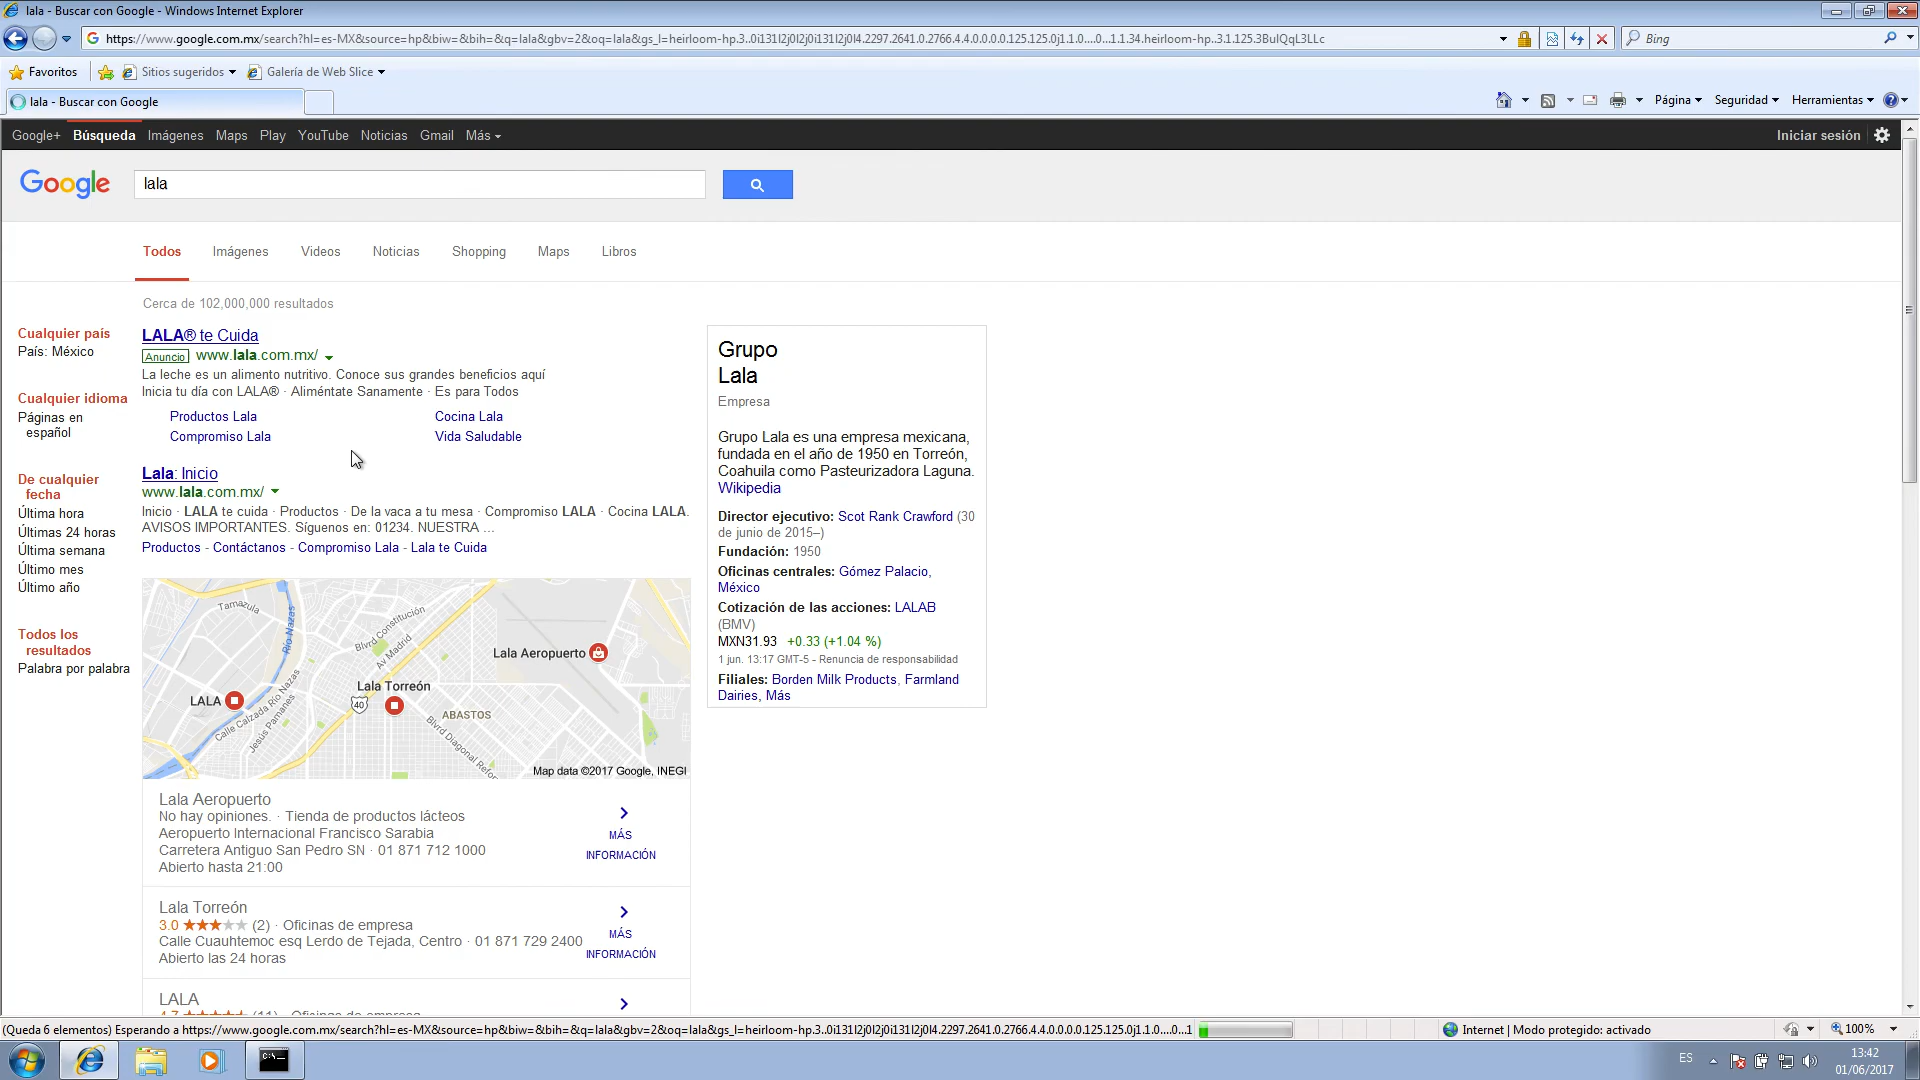 lala - Buscar con Google - Windows Internet Explorer
https://www.google.com.mx/search?hl=es-MX&source=hp&biw=&bih=&q=lala&gbv=2&oq=lala&gs_l=heirloom-hp.3..0i131l2j0l2j0i131l2j0l4.2297.2641.0.2766.4.4.0.0.0.0.125.125.0j1.1.0....0...1.1.34.heirloom-hp..3.1.125.3BuIQqL3LLc
Bing
Favoritos
Sitios sugeridos
Galería de Web Slice
lala - Buscar con Google
Página
Seguridad
Herramientas
Google+ Búsqueda Imágenes Maps Play YouTube Noticias Gmail Más
Iniciar sesión
Google
lala
Todos Imágenes Videos Noticias Shopping Maps Libros
Cerca de 102,000,000 resultados
Cualquier país
País: México
Cualquier idioma
Páginas en
español
De cualquier
fecha
Última hora
Últimas 24 horas
Última semana
Último mes
Último año
Todos los
resultados
Palabra por palabra
LALA® te Cuida
Anuncio www.lala.com.mx/
La leche es un alimento nutritivo. Conoce sus grandes beneficios aquí
Inicia tu día con LALA® · Aliméntate Sanamente · Es para Todos
Productos Lala Cocina Lala
Compromiso Lala Vida Saludable
Lala: Inicio
www.lala.com.mx/
Inicio · LALA te cuida · Productos · De la vaca a tu mesa · Compromiso LALA · Cocina LALA.
AVISOS IMPORTANTES. Síguenos en: 01234. NUESTRA ...
Productos - Contáctanos - Compromiso Lala - Lala te Cuida
Tamazula
Río Nazas
Blvrd Constitución
Av Madrid
Lala Aeropuerto
Lala Torreón
LALA
40
ABASTOS
Calle Calzada Río Nazas
Jesús Pamanes
Blvrd Diagonal Refor
Map data ©2017 Google, INEGI
Lala Aeropuerto
No hay opiniones. · Tienda de productos lácteos
Aeropuerto Internacional Francisco Sarabia
Carretera Antiguo San Pedro SN · 01 871 712 1000
Abierto hasta 21:00
MÁS
INFORMACIÓN
Lala Torreón
3.0 (2) · Oficinas de empresa
Calle Cuauhtemoc esq Lerdo de Tejada, Centro · 01 871 729 2400
Abierto las 24 horas
MÁS
INFORMACIÓN
LALA
4.7 (11) · Oficinas de empresa
Grupo
Lala
Empresa
Grupo Lala es una empresa mexicana,
fundada en el año de 1950 en Torreón,
Coahuila como Pasteurizadora Laguna.
Wikipedia
Director ejecutivo: Scot Rank Crawford (30
de junio de 2015–)
Fundación: 1950
Oficinas centrales: Gómez Palacio,
México
Cotización de las acciones: LALAB
(BMV)
MXN31.93 +0.33 (+1.04 %)
1 jun. 13:17 GMT-5 - Renuncia de responsabilidad
Filiales: Borden Milk Products, Farmland
Dairies, Más
(Queda 6 elementos) Esperando a https://www.google.com.mx/search?hl=es-MX&source=hp&biw=&bih=&q=lala&gbv=2&oq=lala&gs_l=heirloom-hp.3..0i131l2j0l2j0i131l2j0l4.2297.2641.0.2766.4.4.0.0.0.0.125.125.0j1.1.0....0...1
Internet | Modo protegido: activado
100%
C:\
ES
13:42
01/06/2017